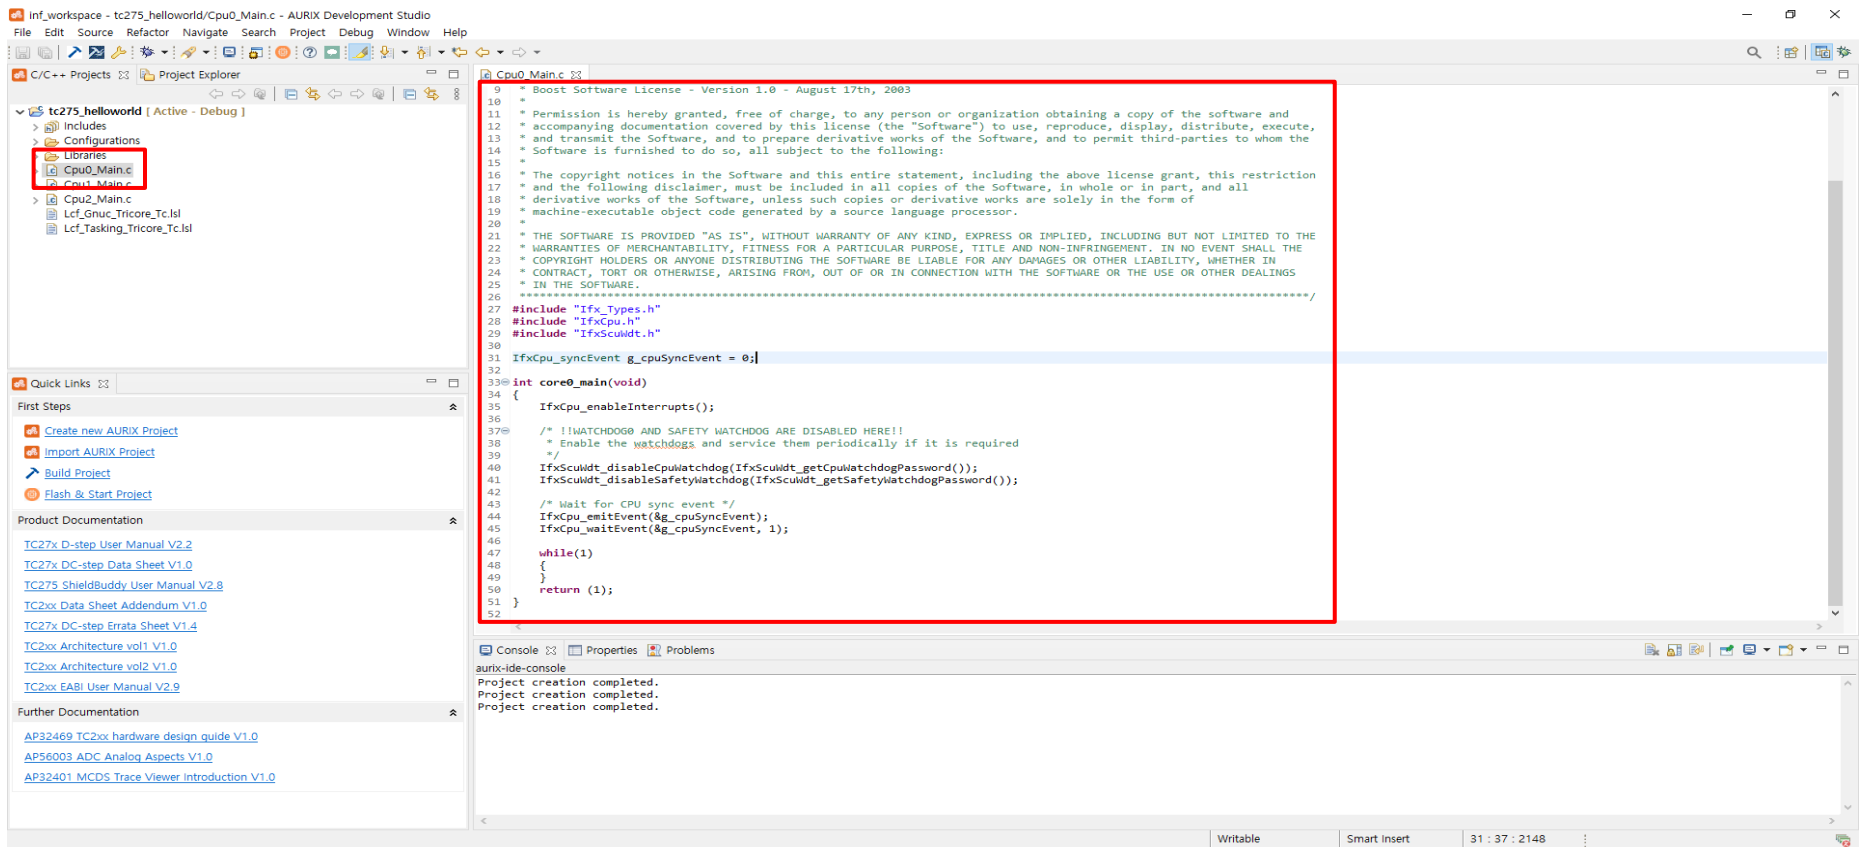 inf_workspace - tc275_helloworld/Cpu0_Main.c - AURIX Development Studio
File Edit Source Refactor Navigate Search Project Debug Window Help
C/C++ Projects
Project Explorer
tc275_helloworld [ Active - Debug ]
Includes
Configurations
Libraries
Cpu0_Main.c
Cpu1_Main.c
Cpu2_Main.c
Lcf_Gnuc_Tricore_Tc.lsl
Lcf_Tasking_Tricore_Tc.lsl
Quick Links
First Steps
Create new AURIX Project
Import AURIX Project
Build Project
Flash & Start Project
Product Documentation
TC27x D-step User Manual V2.2
TC27x DC-step Data Sheet V1.0
TC275 ShieldBuddy User Manual V2.8
TC2xx Data Sheet Addendum V1.0
TC27x DC-step Errata Sheet V1.4
TC2xx Architecture vol1 V1.0
TC2xx Architecture vol2 V1.0
TC2xx EABI User Manual V2.9
Further Documentation
AP32469 TC2xx hardware design guide V1.0
AP56003 ADC Analog Aspects V1.0
AP32401 MCDS Trace Viewer Introduction V1.0
Cpu0_Main.c
9 * Boost Software License - Version 1.0 - August 17th, 2003
10 *
11 * Permission is hereby granted, free of charge, to any person or organization obtaining a copy of the software and
12 * accompanying documentation covered by this license (the "Software") to use, reproduce, display, distribute, execute,
13 * and transmit the Software, and to prepare derivative works of the Software, and to permit third-parties to whom the
14 * Software is furnished to do so, all subject to the following:
15 *
16 * The copyright notices in the Software and this entire statement, including the above license grant, this restriction
17 * and the following disclaimer, must be included in all copies of the Software, in whole or in part, and all
18 * derivative works of the Software, unless such copies or derivative works are solely in the form of
19 * machine-executable object code generated by a source language processor.
20 *
21 * THE SOFTWARE IS PROVIDED "AS IS", WITHOUT WARRANTY OF ANY KIND, EXPRESS OR IMPLIED, INCLUDING BUT NOT LIMITED TO THE
22 * WARRANTIES OF MERCHANTABILITY, FITNESS FOR A PARTICULAR PURPOSE, TITLE AND NON-INFRINGEMENT. IN NO EVENT SHALL THE
23 * COPYRIGHT HOLDERS OR ANYONE DISTRIBUTING THE SOFTWARE BE LIABLE FOR ANY DAMAGES OR OTHER LIABILITY, WHETHER IN
24 * CONTRACT, TORT OR OTHERWISE, ARISING FROM, OUT OF OR IN CONNECTION WITH THE SOFTWARE OR THE USE OR OTHER DEALINGS
25 * IN THE SOFTWARE.
26 *********************************************************************************************************************/
27 #include "Ifx_Types.h"
28 #include "IfxCpu.h"
29 #include "IfxScuWdt.h"
30
31 IfxCpu_syncEvent g_cpuSyncEvent = 0;
32
33 int core0_main(void)
34 {
35 IfxCpu_enableInterrupts();
36
37 /* !!WATCHDOG0 AND SAFETY WATCHDOG ARE DISABLED HERE!!
38 * Enable the watchdogs and service them periodically if it is required
39 */
40 IfxScuWdt_disableCpuWatchdog(IfxScuWdt_getCpuWatchdogPassword());
41 IfxScuWdt_disableSafetyWatchdog(IfxScuWdt_getSafetyWatchdogPassword());
42
43 /* Wait for CPU sync event */
44 IfxCpu_emitEvent(&g_cpuSyncEvent);
45 IfxCpu_waitEvent(&g_cpuSyncEvent, 1);
46
47 while(1)
48 {
49 }
50 return (1);
51 }
52
Console Properties Problems
aurix-ide-console
Project creation completed.
Project creation completed.
Project creation completed.
Writable Smart Insert 31 : 37 : 2148